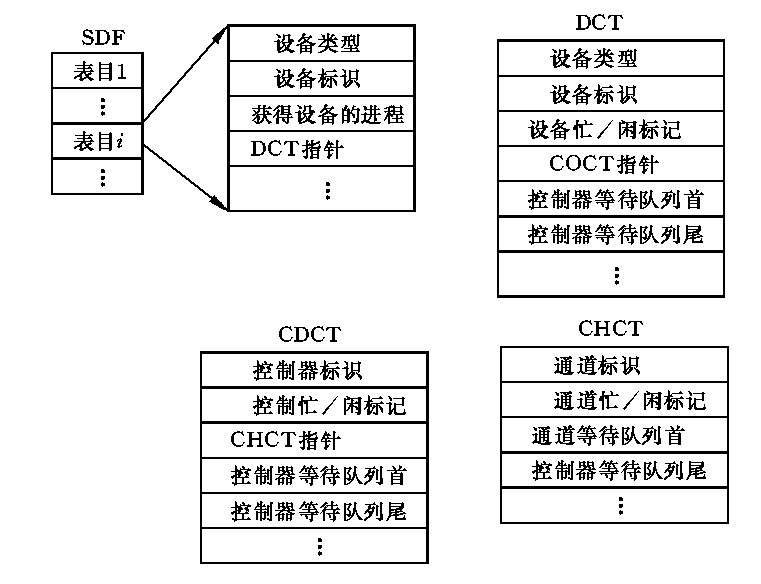 SDF
表目1
⋮
表目i
⋮
设备类型
设备标识
获得设备的进程
DCT指针
⋮
DCT
设备类型
设备标识
设备忙／闲标记
COCT指针
控制器等待队列首
控制器等待队列尾
⋮
CDCT
控制器标识
控制忙／闲标记
CHCT指针
控制器等待队列首
控制器等待队列尾
⋮
CHCT
通道标识
通道忙／闲标记
通道等待队列首
控制器等待队列尾
⋮